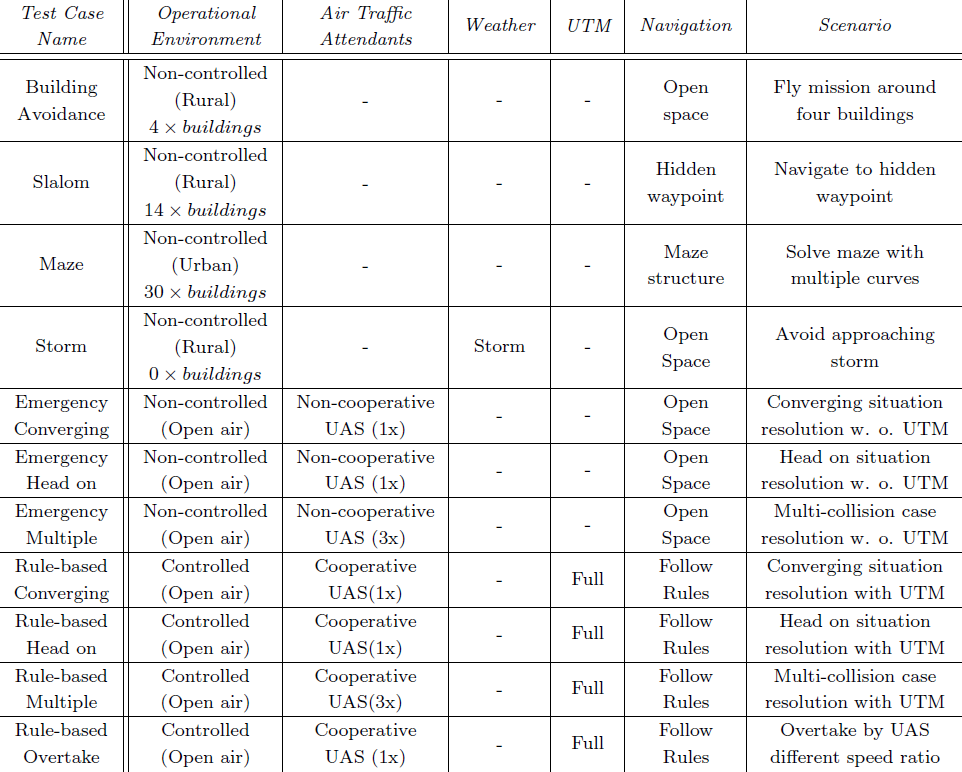 Test Case Name | Operational Environment | Air Traffic Attendants | Weather | UTM | Navigation | Scenario
Building Avoidance | Non-controlled (Rural) 4 × buildings | - | - | - | Open space | Fly mission around four buildings
Slalom | Non-controlled (Rural) 14 × buildings | - | - | - | Hidden waypoint | Navigate to hidden waypoint
Maze | Non-controlled (Urban) 30 × buildings | - | - | - | Maze structure | Solve maze with multiple curves
Storm | Non-controlled (Rural) 0 × buildings | - | Storm | - | Open Space | Avoid approaching storm
Emergency Converging | Non-controlled (Open air) | Non-cooperative UAS (1x) | - | - | Open Space | Converging situation resolution w. o. UTM
Emergency Head on | Non-controlled (Open air) | Non-cooperative UAS (1x) | - | - | Open Space | Head on situation resolution w. o. UTM
Emergency Multiple | Non-controlled (Open air) | Non-cooperative UAS (3x) | - | - | Open Space | Multi-collision case resolution w. o. UTM
Rule-based Converging | Controlled (Open air) | Cooperative UAS(1x) | - | Full | Follow Rules | Converging situation resolution with UTM
Rule-based Head on | Controlled (Open air) | Cooperative UAS(1x) | - | Full | Follow Rules | Head on situation resolution with UTM
Rule-based Multiple | Controlled (Open air) | Cooperative UAS(3x) | - | Full | Follow Rules | Multi-collision case resolution with UTM
Rule-based Overtake | Controlled (Open air) | Cooperative UAS (1x) | - | Full | Follow Rules | Overtake by UAS different speed ratio